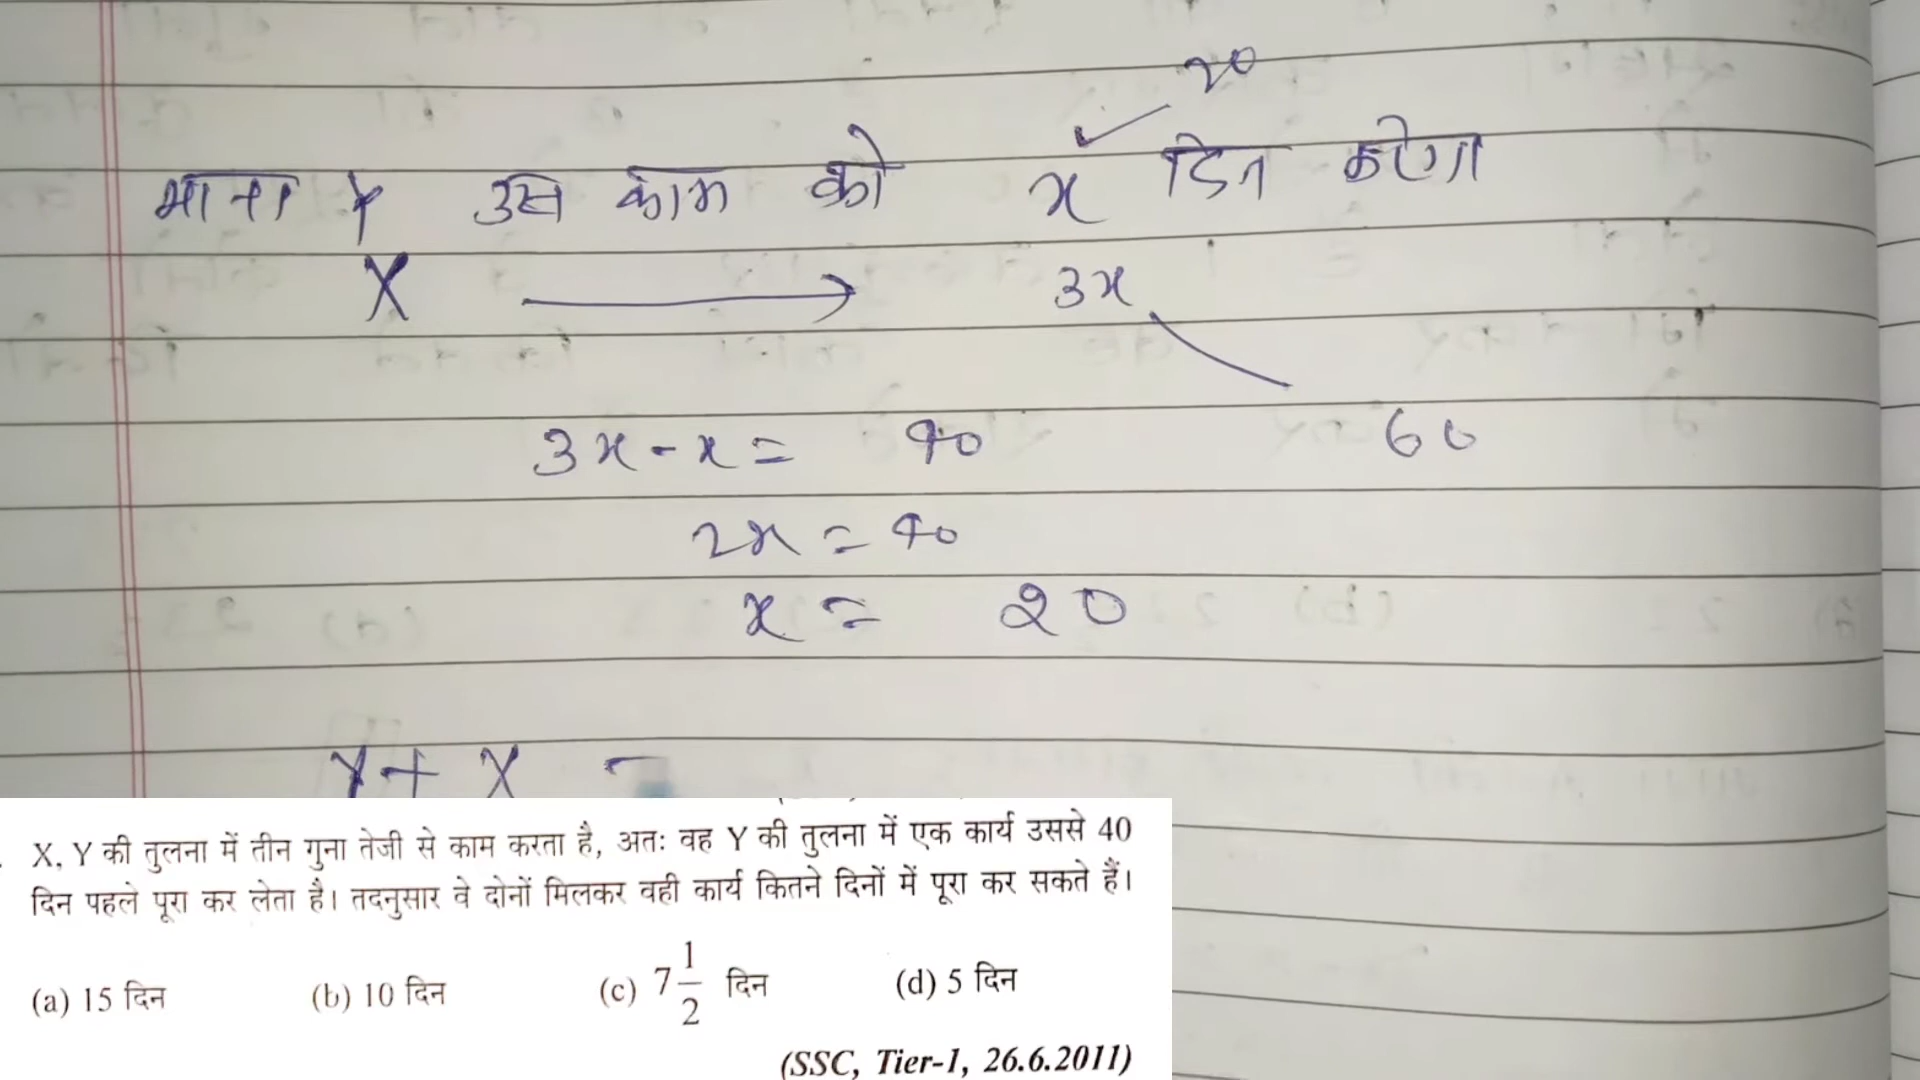 20
माना Y उस काम को x दिन करेगा
X → 3x
3x - x = 40 60
2x = 40
x = 20
Y + X =
X, Y की तुलना में तीन गुना तेजी से काम करता है, अतः वह Y की तुलना में एक कार्य उससे 40
दिन पहले पूरा कर लेता है। तदनुसार वे दोनों मिलकर वही कार्य कितने दिनों में पूरा कर सकते हैं।
(a) 15 दिन (b) 10 दिन (c) 7 1/2 दिन (d) 5 दिन
(SSC, Tier-1, 26.6.2011)